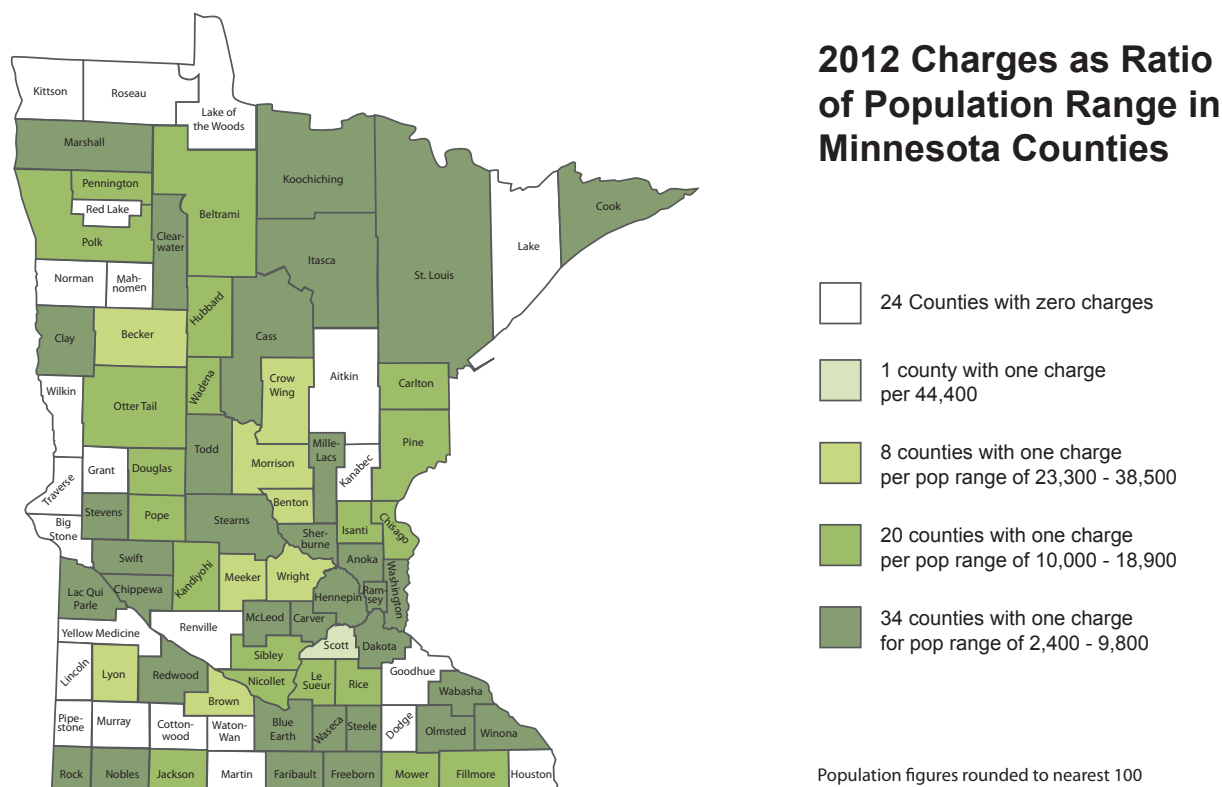 2012 Charges as Ratio
of Population Range in
Minnesota Counties
24 Counties with zero charges
1 county with one charge
per 44,400
8 counties with one charge
per pop range of 23,300 - 38,500
20 counties with one charge
per pop range of 10,000 - 18,900
34 counties with one charge
for pop range of 2,400 - 9,800
Population figures rounded to nearest 100
Kittson
Roseau
Lake of
the Woods
Marshall
Pennington
Red Lake
Polk
Beltrami
Clear-
water
Koochiching
Itasca
St. Louis
Lake
Cook
Norman
Mah-
nomen
Clay
Becker
Hubbard
Cass
Wadena
Crow
Wing
Aitkin
Carlton
Wilkin
Otter Tail
Todd
Morrison
Mille-
Lacs
Kanabec
Pine
Grant
Douglas
Traverse
Benton
Big
Stone
Stevens
Pope
Stearns
Sher-
burne
Isanti
Chisago
Swift
Kandiyohi
Meeker
Wright
Anoka
Washington
Lac Qui
Parle
Chippewa
Hennepin
Ram-
sey
Yellow Medicine
Renville
McLeod
Carver
Scott
Dakota
Sibley
Lincoln
Lyon
Redwood
Nicollet
Le
Sueur
Rice
Goodhue
Brown
Wabasha
Pipe-
stone
Murray
Cotton-
wood
Waton-
Wan
Blue
Earth
Waseca
Steele
Dodge
Olmsted
Winona
Rock
Nobles
Jackson
Martin
Faribault
Freeborn
Mower
Fillmore
Houston